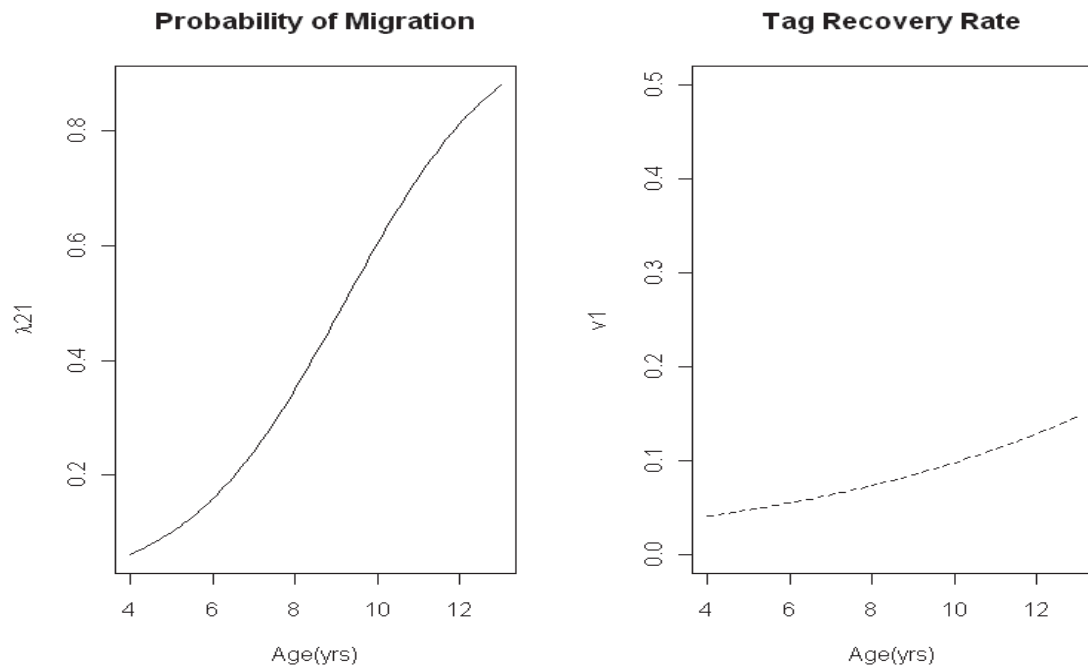 Probability of Migration
λ21
0.8
0.6
0.4
0.2
4 6 8 10 12
Age(yrs)
Tag Recovery Rate
v1
0.5
0.4
0.3
0.2
0.1
0.0
4 6 8 10 12
Age(yrs)